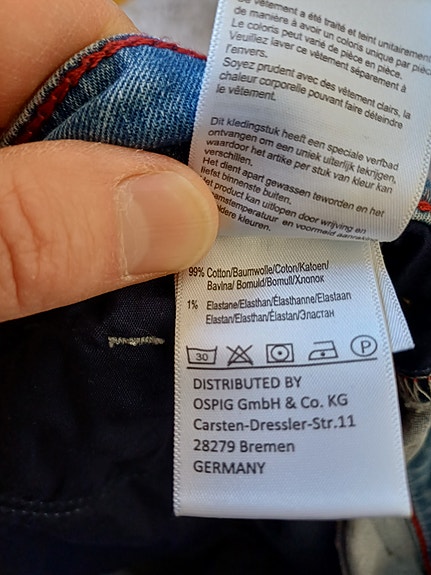 vêtement a été traité et teint unitairement
de manière à avoir un coloris unique par pièce
Le coloris peut varié de pièce en pièce.
Veuillez laver ce vêtement séparément à
l'envers.
Soyez prudent avec des vêtement clairs, la
chaleur corporelle pouvant faire déteindre
le vêtement.
Dit kledingstuk heeft een speciale verfbad
ontvangen om een uniek uiterlijk tekrijgen,
waardoor het artike per stuk van kleur kan
verschillen.
Het dient apart gewassen teworden en het
liefst binnenste buiten.
Het product kan uitlopen door wrijving en
en voormeid
kleuren.
99% Cotton/Baumwolle/Coton/Katoen/
Bavlna/ Bomuld/ Bomull/Хлопок
1% Elastane/Elasthan/Élasthanne/Elastaan
Elastan/Elasthan/Élastan/Эластан
30 P
DISTRIBUTED BY
OSPIG GmbH & Co. KG
Carsten-Dressler-Str.11
28279 Bremen
GERMANY